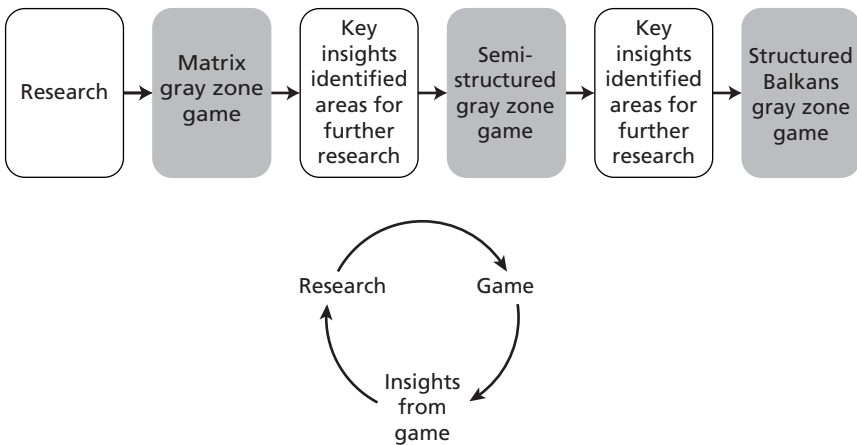 Research
Matrix
gray zone
game
Key
insights
identified
areas for
further
research
Semi-
structured
gray zone
game
Key
insights
identified
areas for
further
research
Structured
Balkans
gray zone
game
Research
Game
Insights
from
game